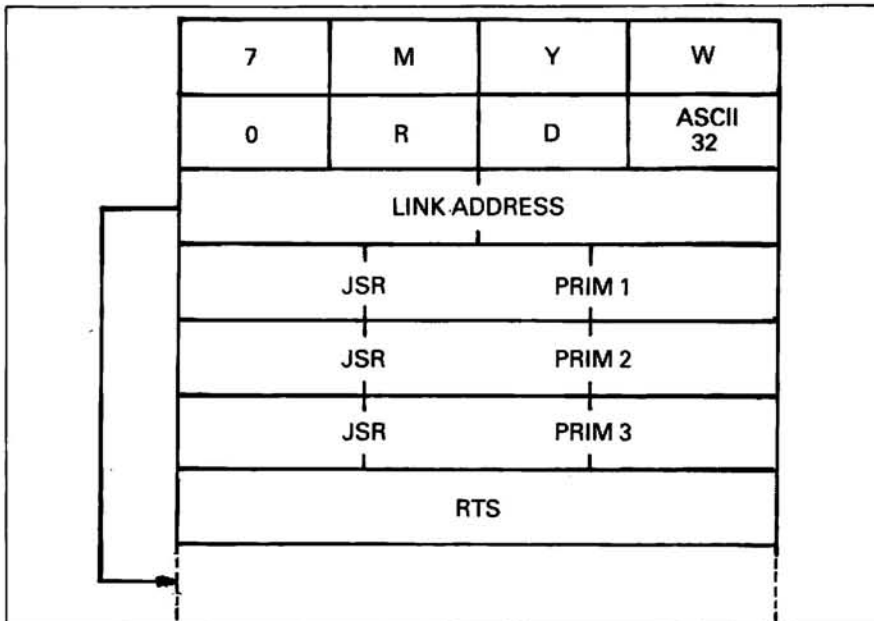 7 M Y W
0 R D ASCII 32
LINK ADDRESS
JSR PRIM 1
JSR PRIM 2
JSR PRIM 3
RTS